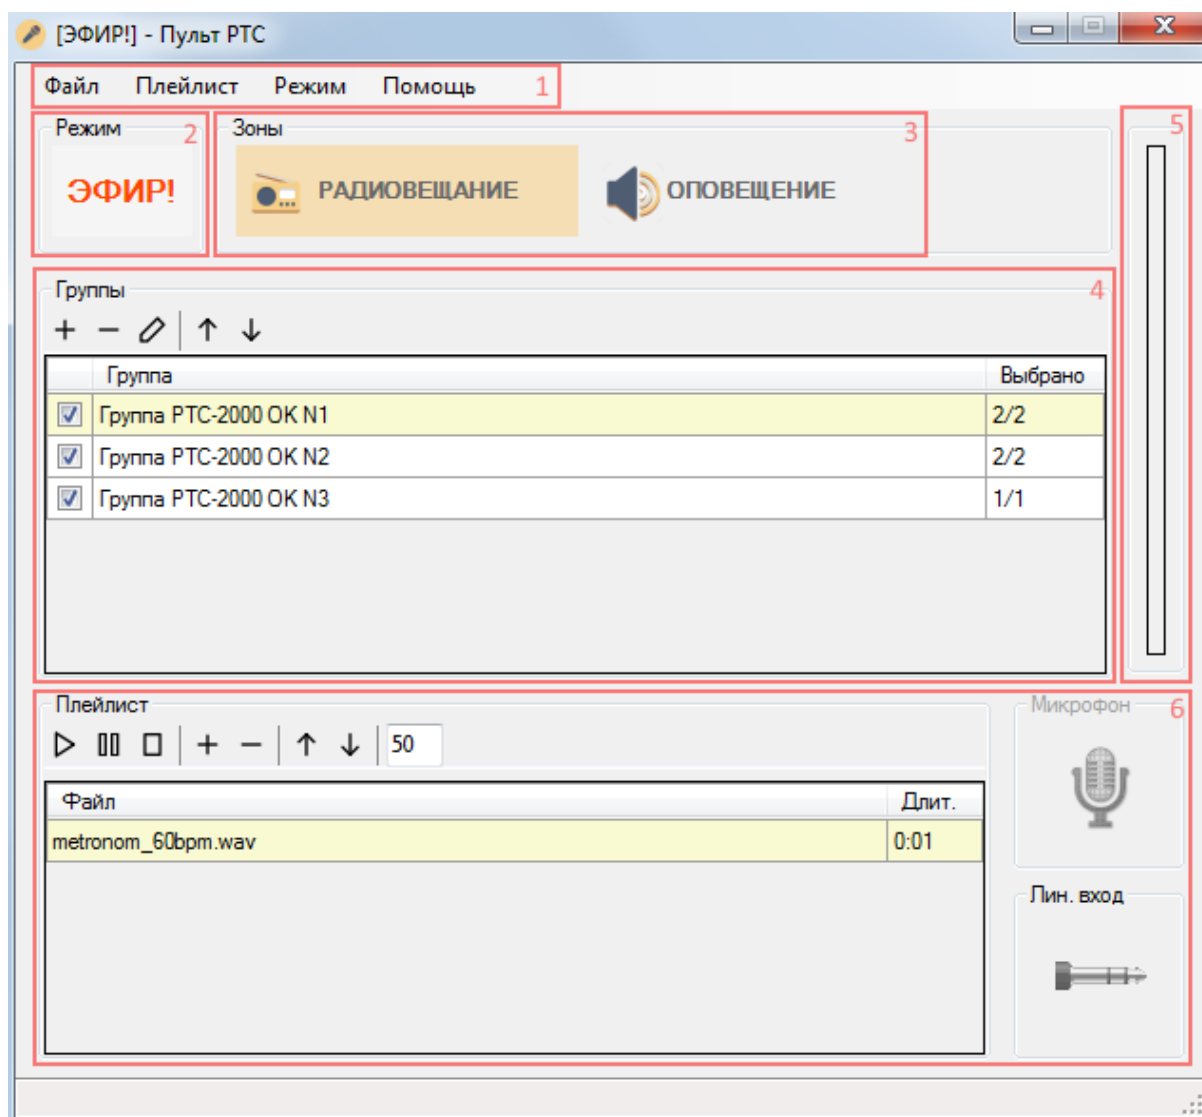 [ЭФИР!] - Пульт РТС
Файл Плейлист Режим Помощь 1
Режим 2 Зоны 3 5
ЭФИР! РАДИОВЕЩАНИЕ ОПОВЕЩЕНИЕ
Группы 4
Группа Выбрано
Группа РТС-2000 ОК N1 2/2
Группа РТС-2000 ОК N2 2/2
Группа РТС-2000 ОК N3 1/1
Плейлист Микрофон 6
50
Файл Длит.
metronom_60bpm.wav 0:01
Лин. вход